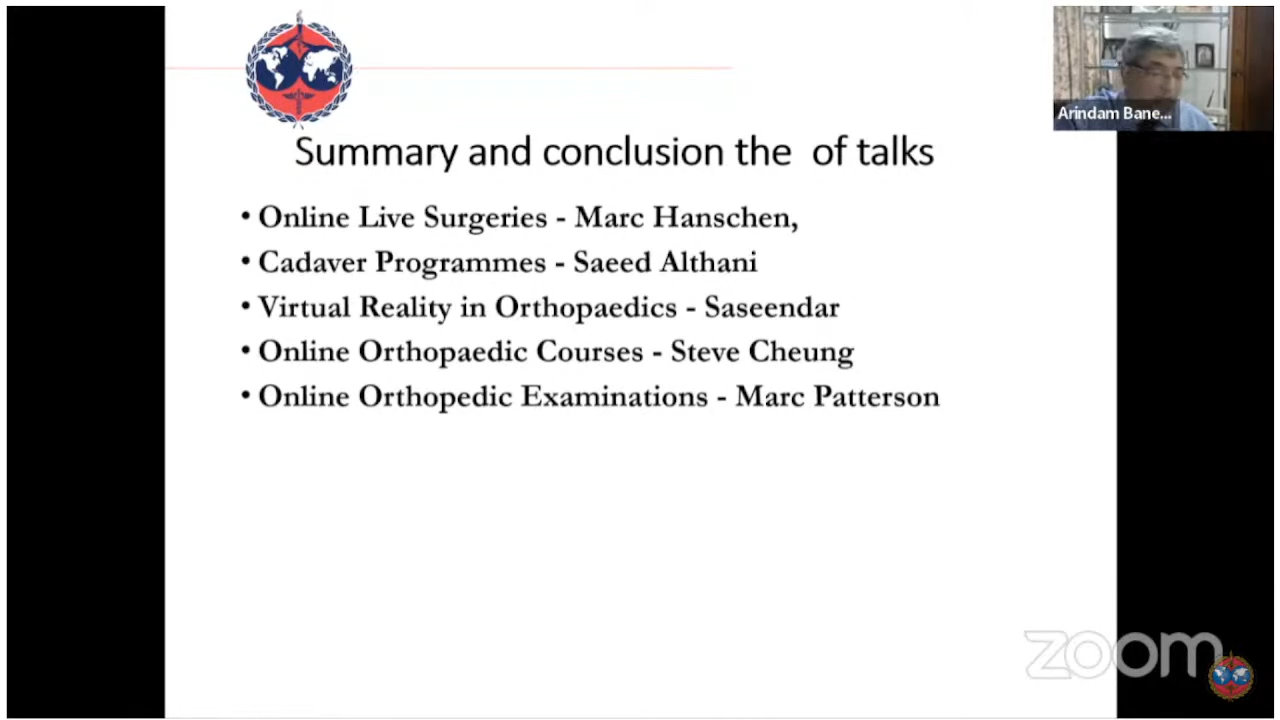 Arindam Bane...
Summary and conclusion the  of talks
• Online Live Surgeries - Marc Hanschen,
• Cadaver Programmes - Saeed Althani
• Virtual Reality in Orthopaedics - Saseendar
• Online Orthopaedic Courses - Steve Cheung
• Online Orthopedic Examinations - Marc Patterson
zoom